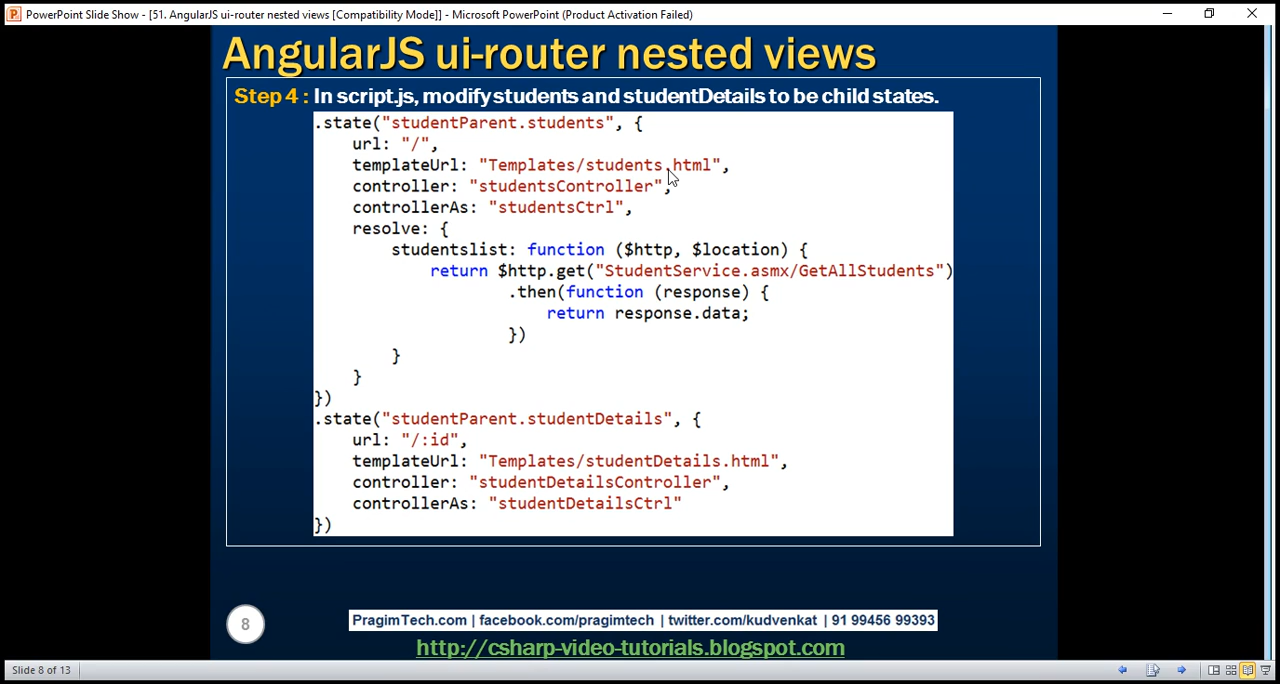 PowerPoint Slide Show - [51. AngularJS ui-router nested views [Compatibility Mode]] - Microsoft PowerPoint (Product Activation Failed)
AngularJS ui-router nested views
Step 4 : In script.js, modify students and studentDetails to be child states.
.state("studentParent.students", {
    url: "/",
    templateUrl: "Templates/students.html",
    controller: "studentsController",
    controllerAs: "studentsCtrl",
    resolve: {
        studentslist: function ($http, $location) {
            return $http.get("StudentService.asmx/GetAllStudents")
                    .then(function (response) {
                        return response.data;
                    })
        }
    }
})
.state("studentParent.studentDetails", {
    url: "/:id",
    templateUrl: "Templates/studentDetails.html",
    controller: "studentDetailsController",
    controllerAs: "studentDetailsCtrl"
})
8
PragimTech.com | facebook.com/pragimtech | twitter.com/kudvenkat | 91 99456 99393
http://csharp-video-tutorials.blogspot.com
Slide 8 of 13